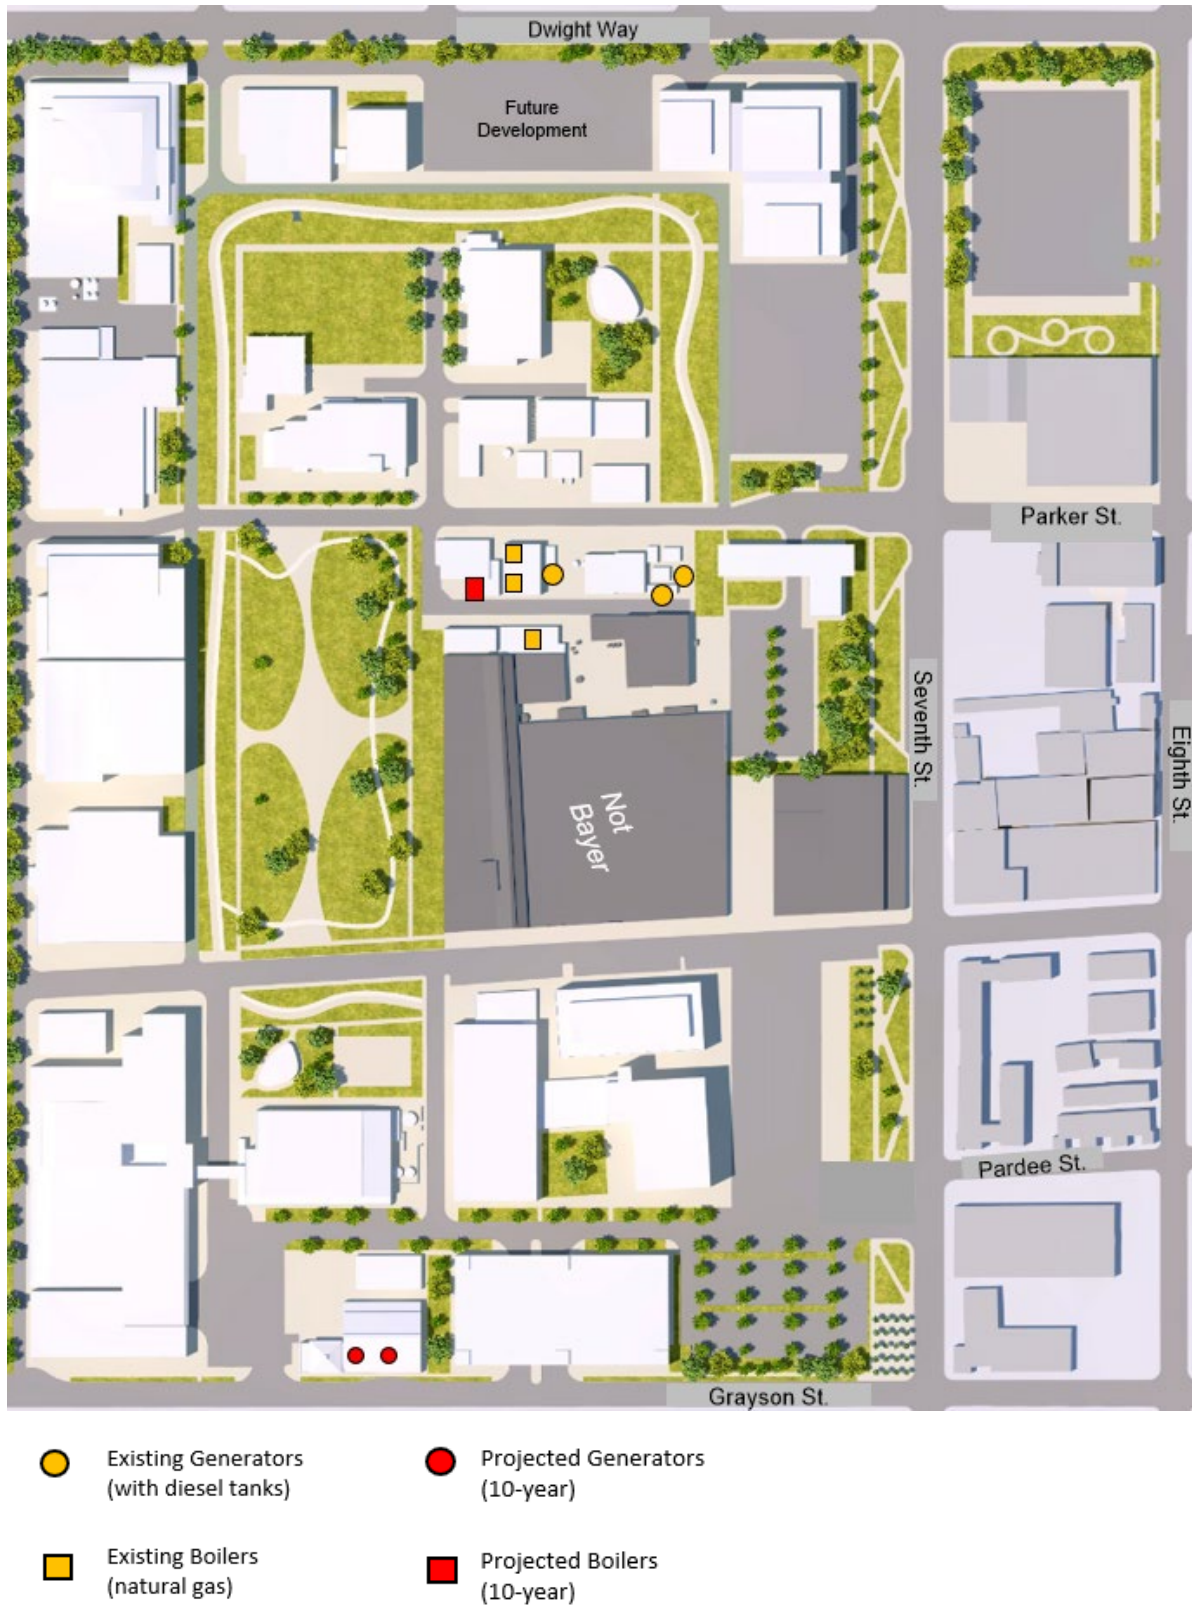 Dwight Way
Future
Development
Parker St.
Seventh St.
Eighth St.
Not
Bayer
Pardee St.
Grayson St.
Existing Generators
(with diesel tanks)
Projected Generators
(10-year)
Existing Boilers
(natural gas)
Projected Boilers
(10-year)